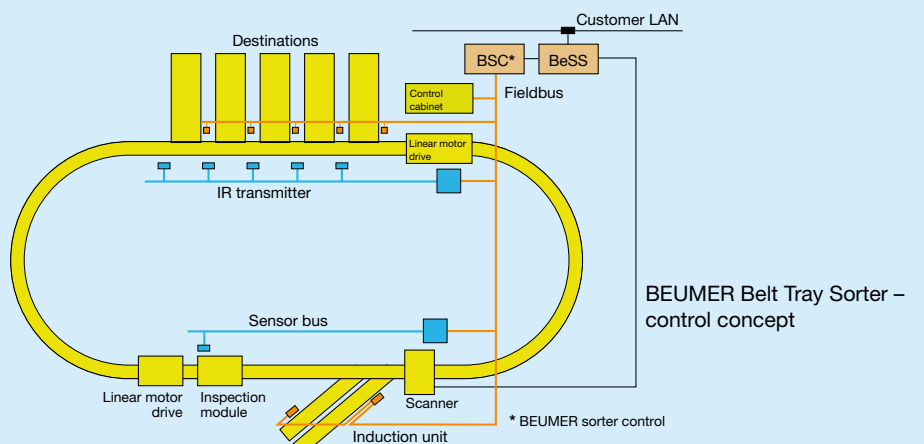 Customer LAN
Destinations
BSC*
BeSS
Control
cabinet
Fieldbus
Linear motor
drive
IR transmitter
BEUMER Belt Tray Sorter –
control concept
Sensor bus
Linear motor
drive
Inspection
module
Scanner
* BEUMER sorter control
Induction unit